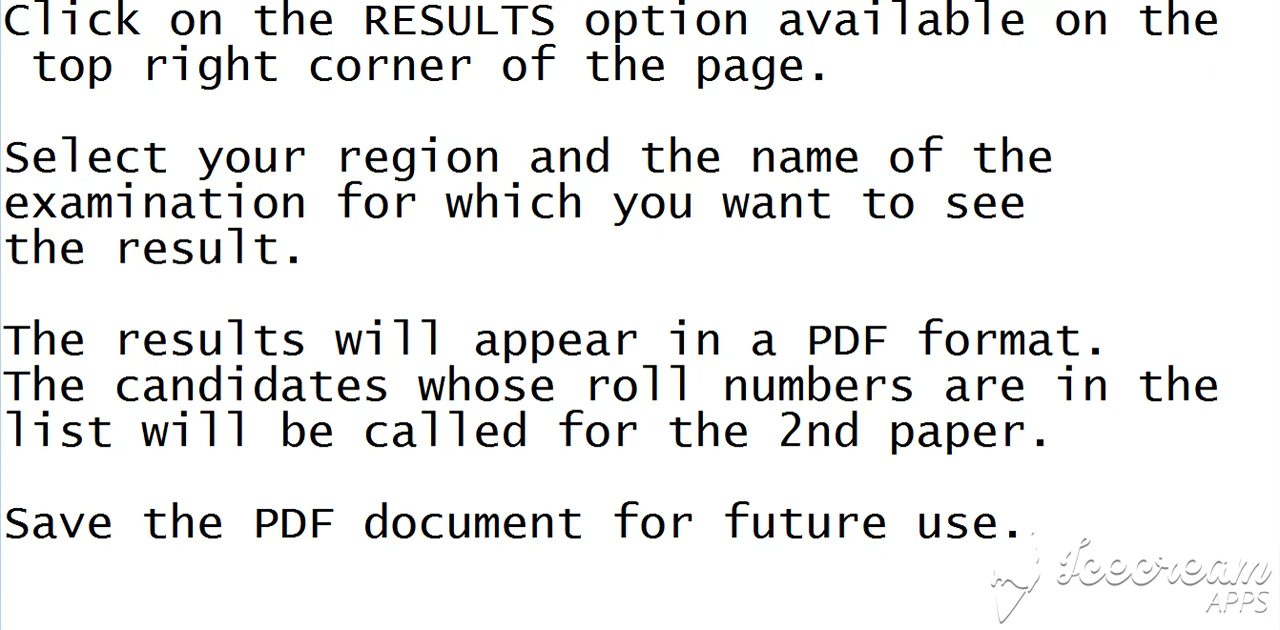 Click on the RESULTS option available on the
top right corner of the page.
Select your region and the name of the
examination for which you want to see
the result.
The results will appear in a PDF format.
The candidates whose roll numbers are in the
list will be called for the 2nd paper.
Save the PDF document for future use.
Icecream
APPS